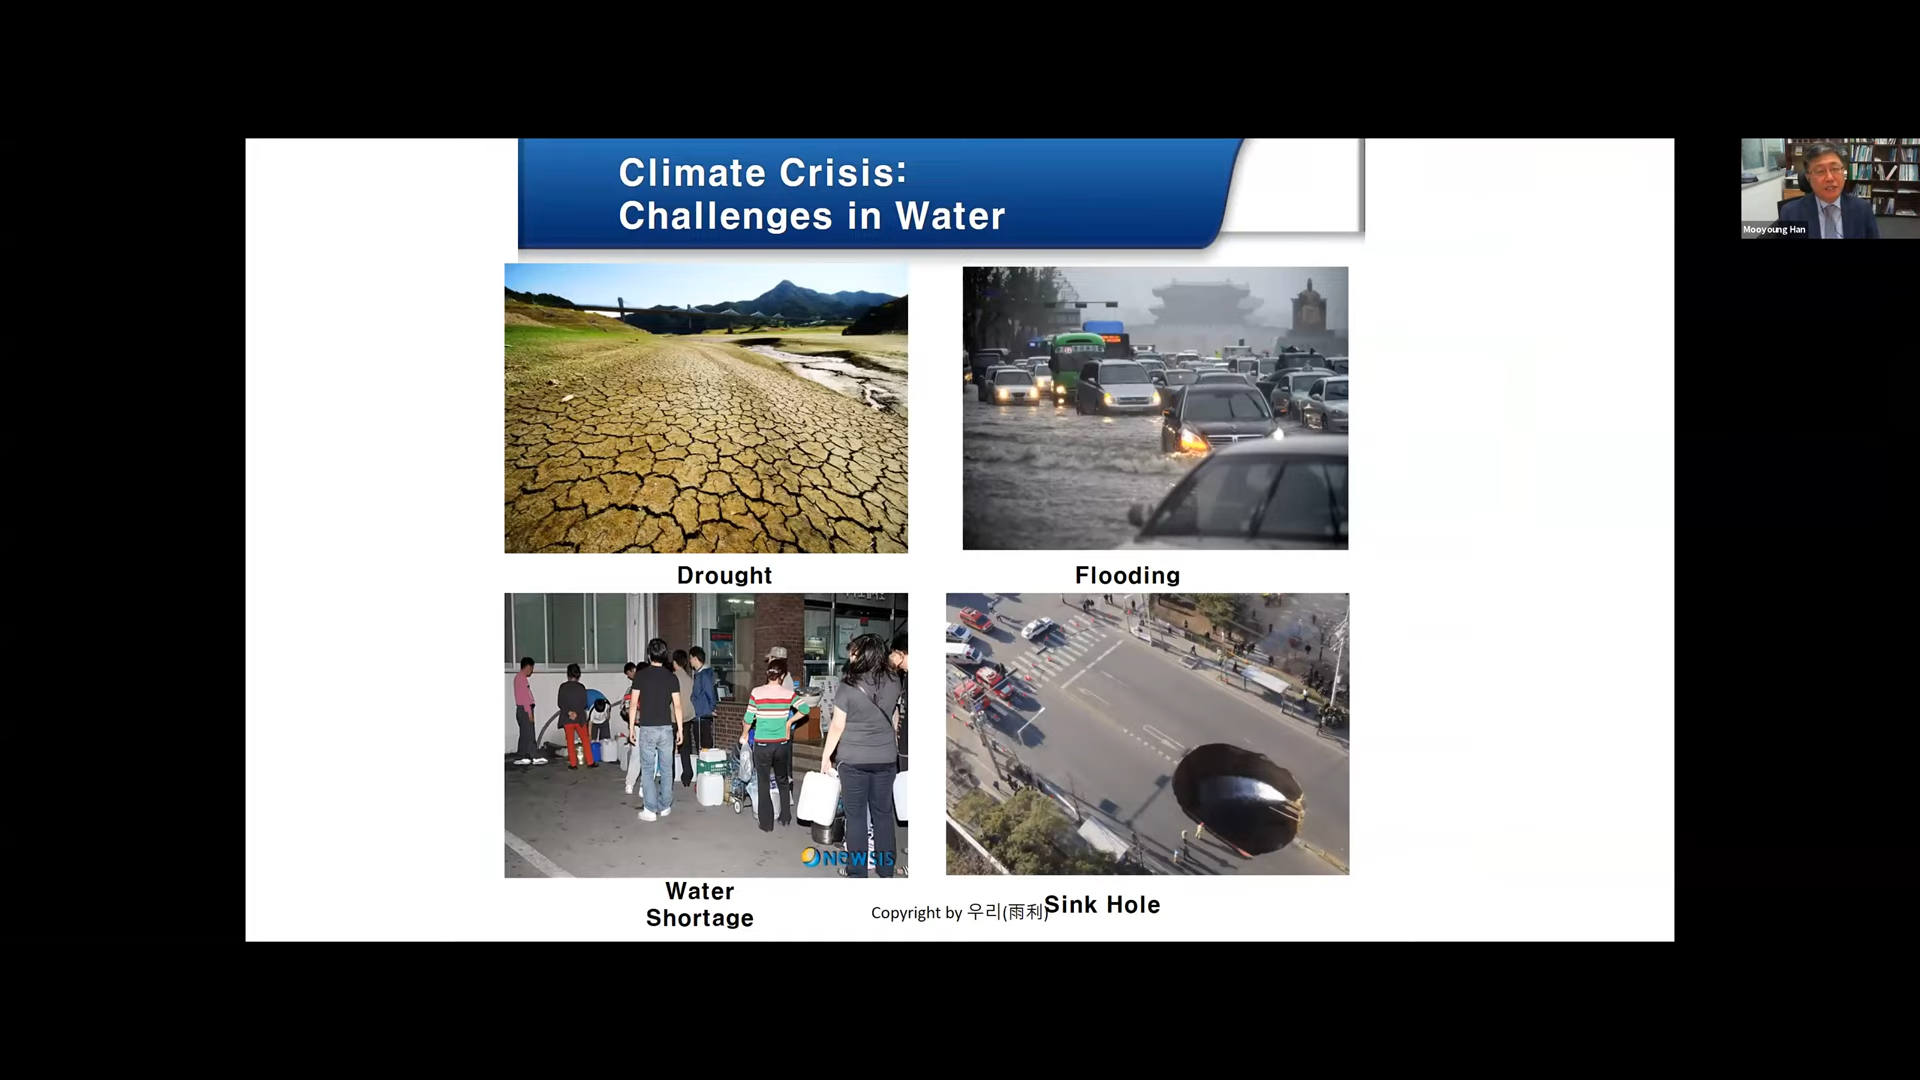 Climate Crisis:
Challenges in Water
Mooyoung Han
Drought
Flooding
NEWSIS
Water
Shortage
Sink Hole
Copyright by 우리(雨利)